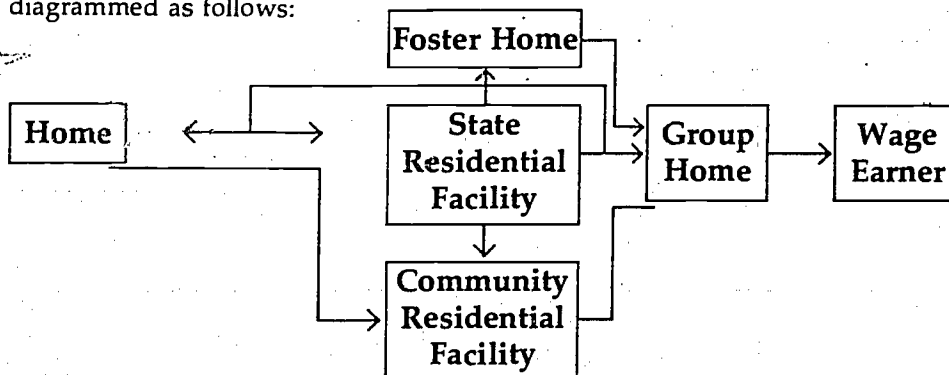 diagrammed as follows:
Foster Home
Home
State
Residential
Facility
Group
Home
Wage
Earner
Community
Residential
Facility